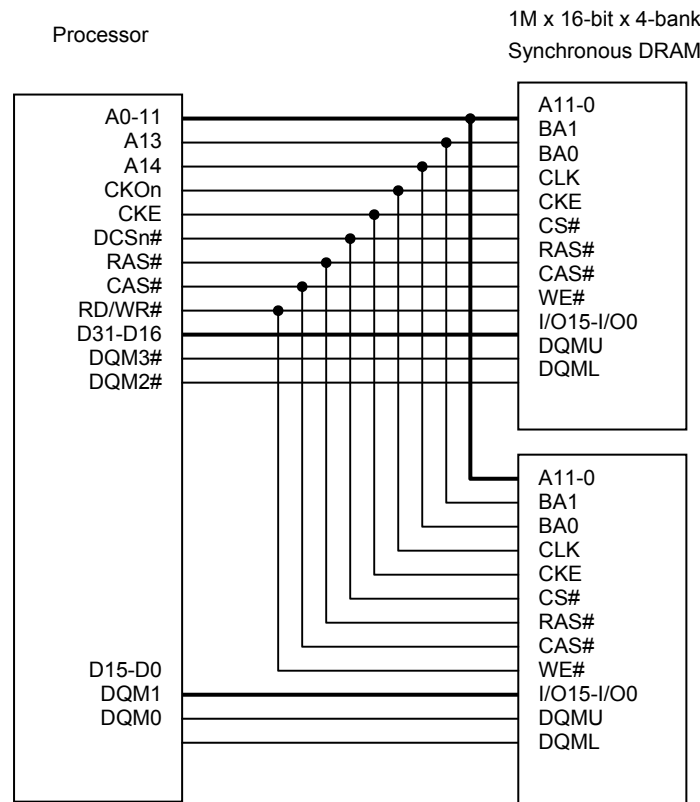 Processor
1M x 16-bit x 4-bank
Synchronous DRAM
A0-11
A13
A14
CKOn
CKE
DCSn#
RAS#
CAS#
RD/WR#
D31-D16
DQM3#
DQM2#
D15-D0
DQM1
DQM0
A11-0
BA1
BA0
CLK
CKE
CS#
RAS#
CAS#
WE#
I/O15-I/O0
DQMU
DQML
A11-0
BA1
BA0
CLK
CKE
CS#
RAS#
CAS#
WE#
I/O15-I/O0
DQMU
DQML